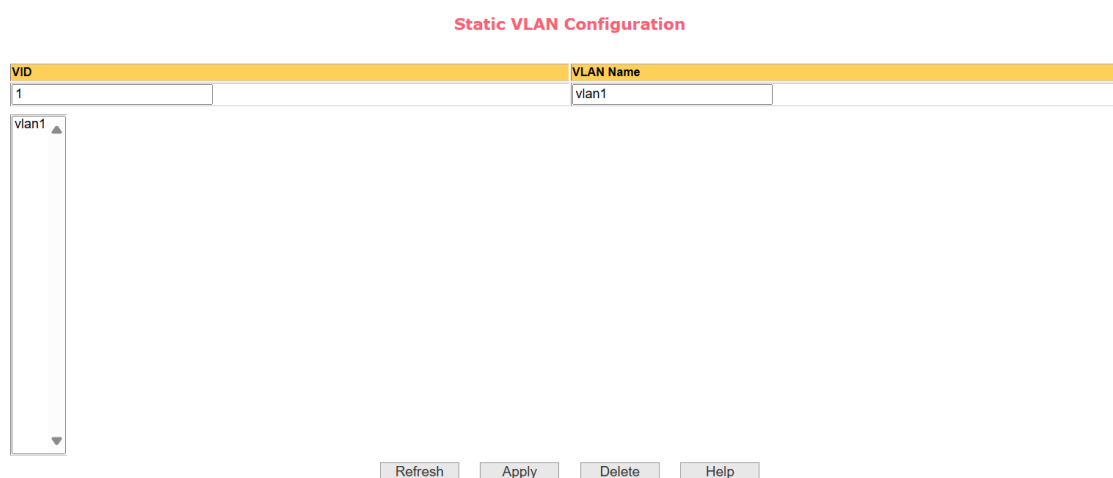 Static VLAN Configuration
VID VLAN Name
1 vlan1
vlan1
Refresh Apply Delete Help